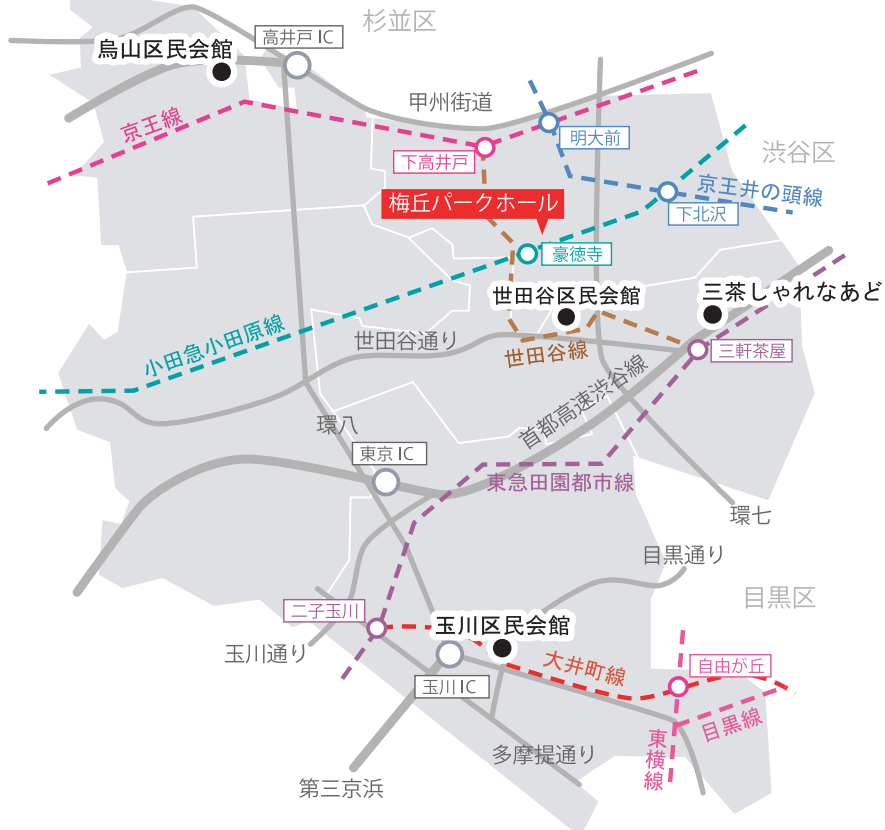 杉並区
高井戸 IC
烏山区民会館
甲州街道
京王線
明大前
下高井戸
渋谷区
京王井の頭線
梅丘パークホール
下北沢
豪徳寺
三茶しゃれなあど
世田谷区民会館
小田急小田原線
世田谷通り
世田谷線
三軒茶屋
首都高速渋谷線
環八
東京 IC
東急田園都市線
環七
目黒通り
目黒区
二子玉川
玉川区民会館
玉川通り
大井町線
自由が丘
玉川 IC
目黒線
東横線
多摩提通り
第三京浜